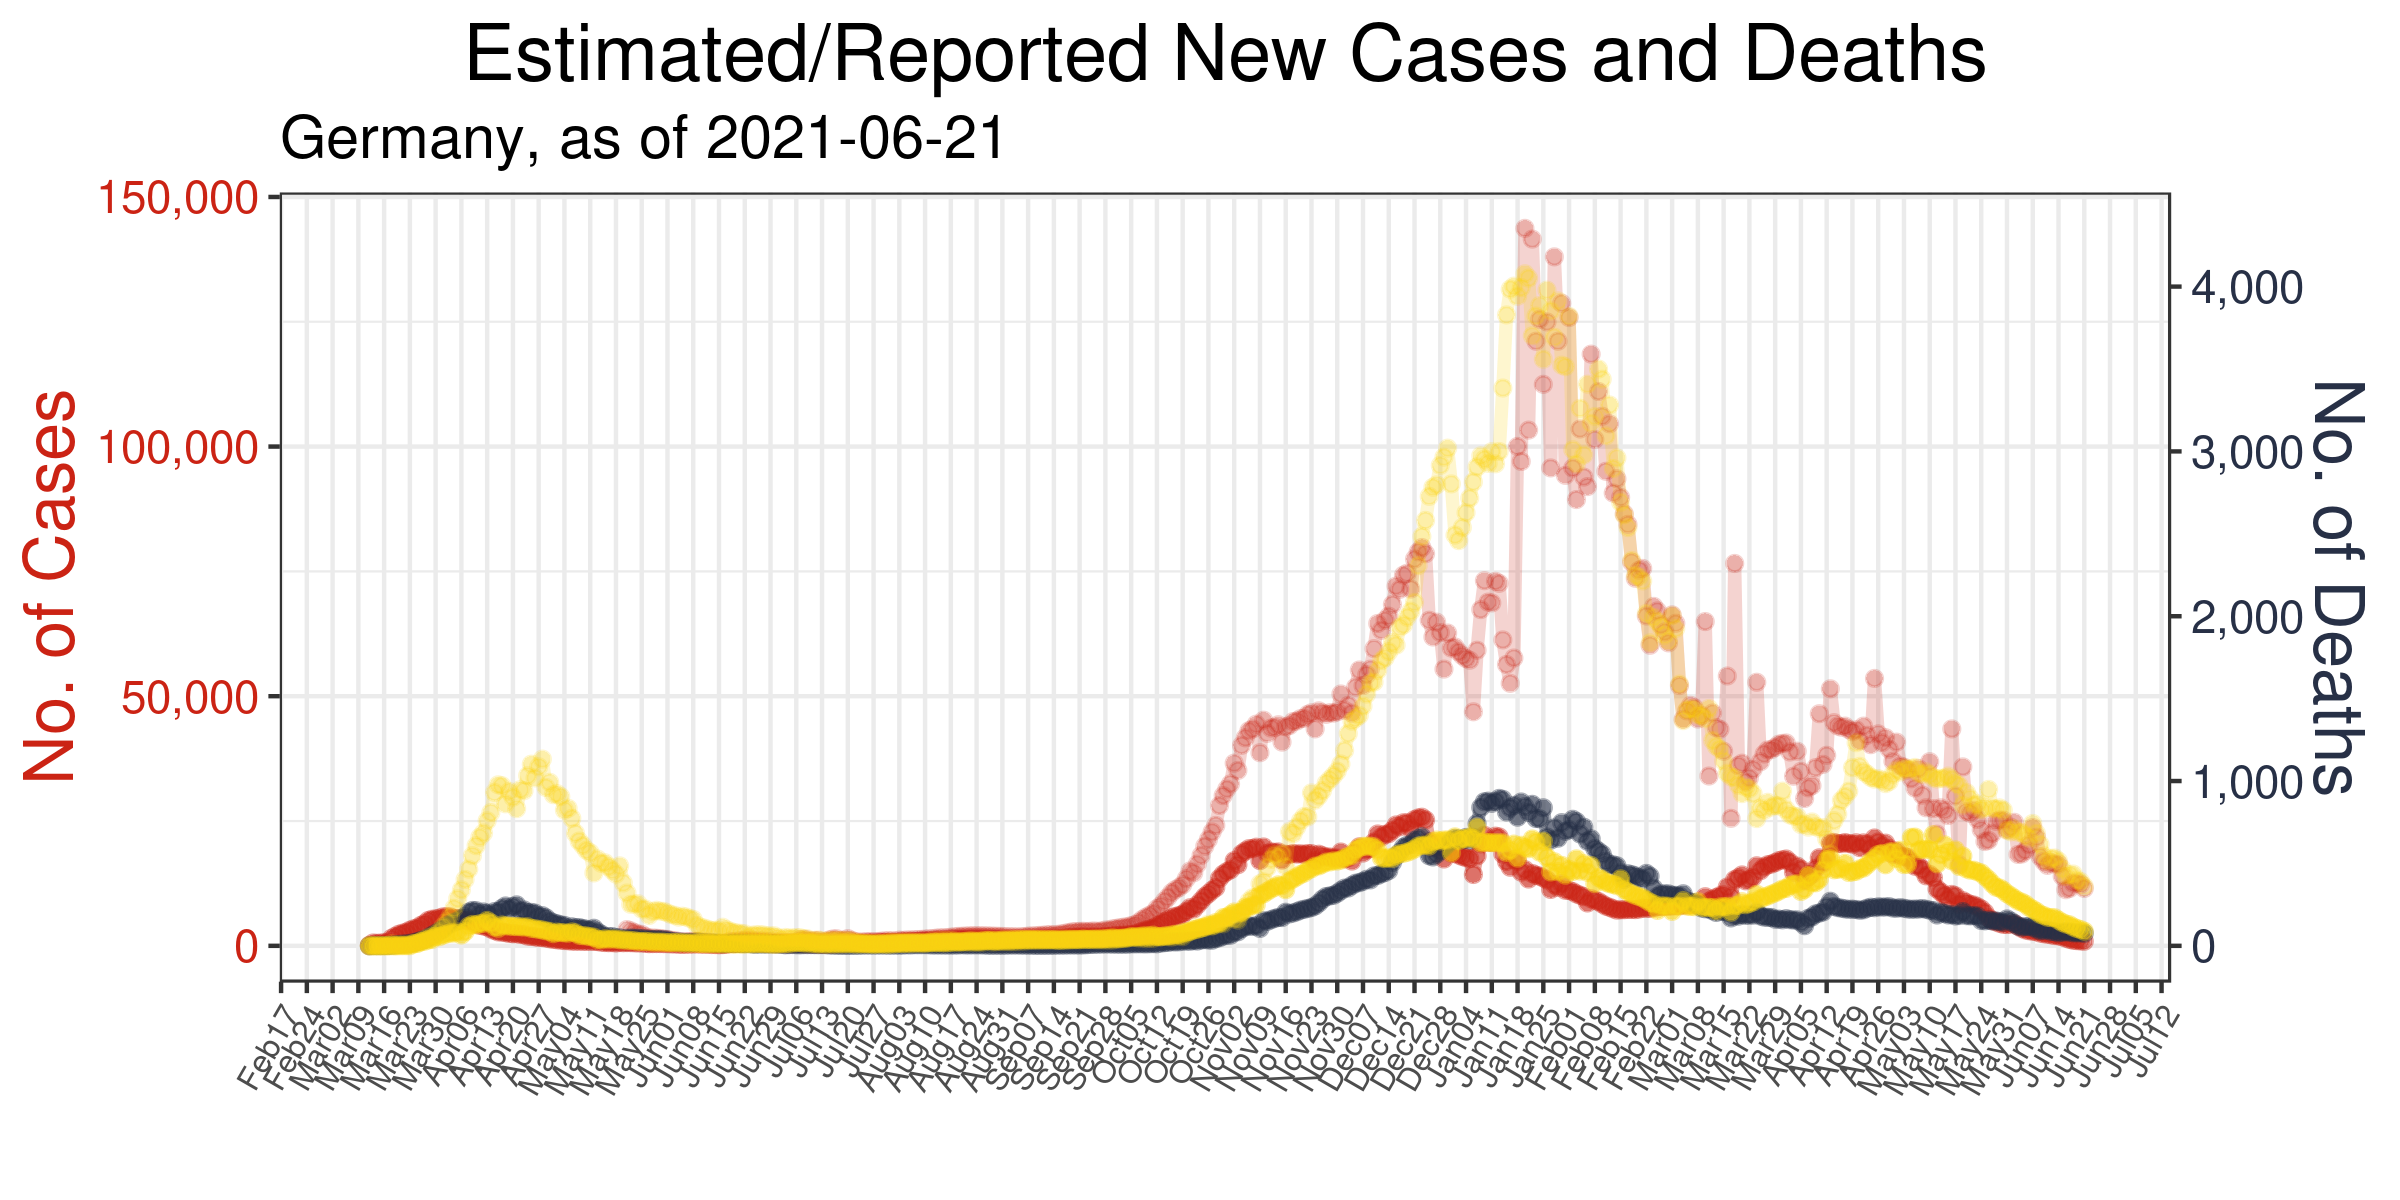 Estimated/Reported New Cases and Deaths
Germany, as of 2021-06-21
No. of Cases
150,000
100,000
50,000
0
4,000
3,000
2,000
1,000
0
No. of Deaths
Feb17
Feb24
Mar02
Mar09
Mar16
Mar23
Mar30
Apr06
Apr13
Apr20
Apr27
May04
May11
May18
May25
Jun01
Jun08
Jun15
Jun22
Jun29
Jul06
Jul13
Jul20
Jul27
Aug03
Aug10
Aug17
Aug24
Aug31
Sep07
Sep14
Sep21
Sep28
Oct05
Oct12
Oct19
Oct26
Nov02
Nov09
Nov16
Nov23
Nov30
Dec07
Dec14
Dec21
Dec28
Jan04
Jan11
Jan18
Jan25
Feb01
Feb08
Feb15
Feb22
Mar01
Mar08
Mar15
Mar22
Mar29
Apr05
Apr12
Apr19
Apr26
May03
May10
May17
May24
May31
Jun07
Jun14
Jun21
Jun28
Jul05
Jul12